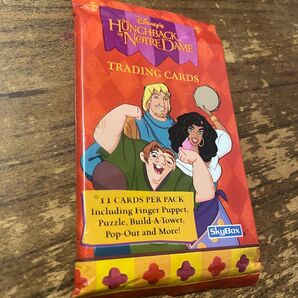 Disney's
The
Hunchback
of Notre Dame
TRADING CARDS
11 CARDS PER PACK
Including Finger Puppet,
Puzzle, Build-A-Tower,
Pop-Out and More!
SkyBox